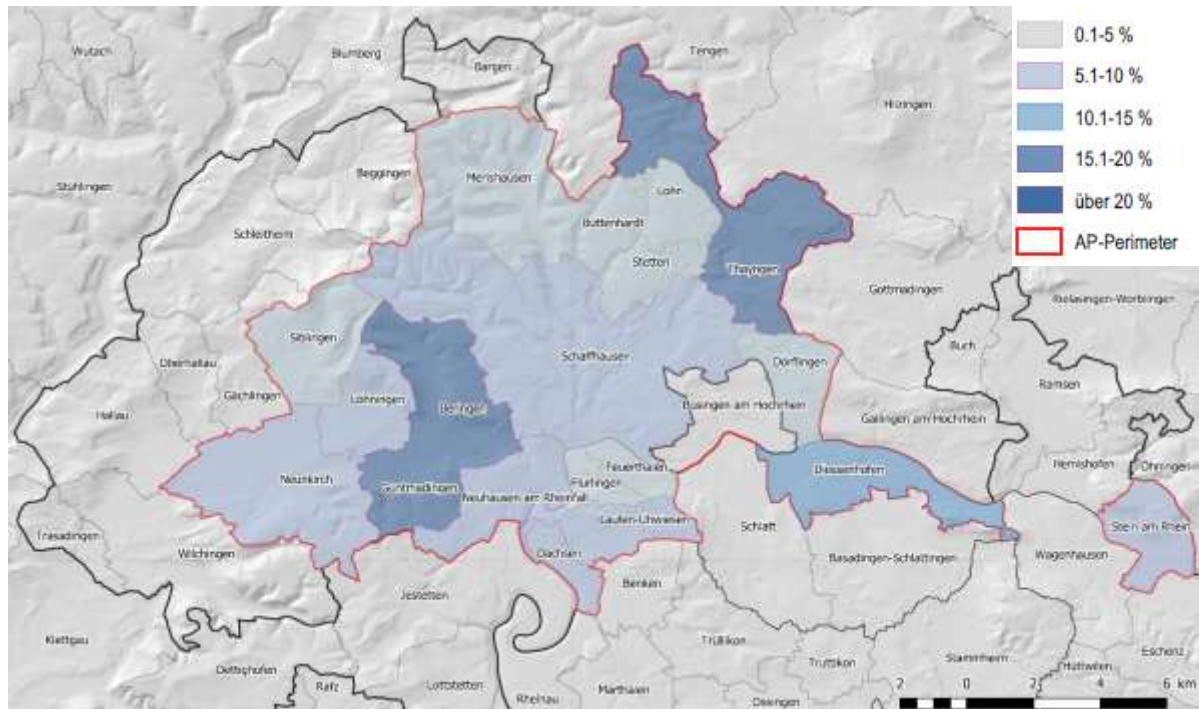 0.1-5 %
5.1-10 %
10.1-15 %
15.1-20 %
über 20 %
AP-Perimeter
Wutach
Blumberg
Tengen
Bargen
Hilzingen
Stühlingen
Beggingen
Merishausen
Lohn
Büttenhardt
Schleitheim
Stetten
Thayngen
Gottmadingen
Rielasingen-Worblingen
Siblingen
Oberhallau
Schaffhausen
Dörflingen
Buch
Ramsen
Gächlingen
Löhningen
Beringen
Büsingen am Hochrhein
Hallau
Gailingen am Hochrhein
Feuerthalen
Diessenhofen
Hemishofen
Öhningen
Neunkirch
Guntmadingen
Neuhausen am Rheinfall
Flurlingen
Laufen-Uhwiesen
Schlatt
Stein am Rhein
Trasadingen
Wilchingen
Dachsen
Basadingen-Schlattingen
Wagenhausen
Jestetten
Benken
Klettgau
Dettighofen
Trüllikon
Truttikon
Stammheim
Hüttwilen
Eschenz
Rafz
Lottstetten
Rheinau
Marthalen
Ossingen
2 0 2 4 6 km